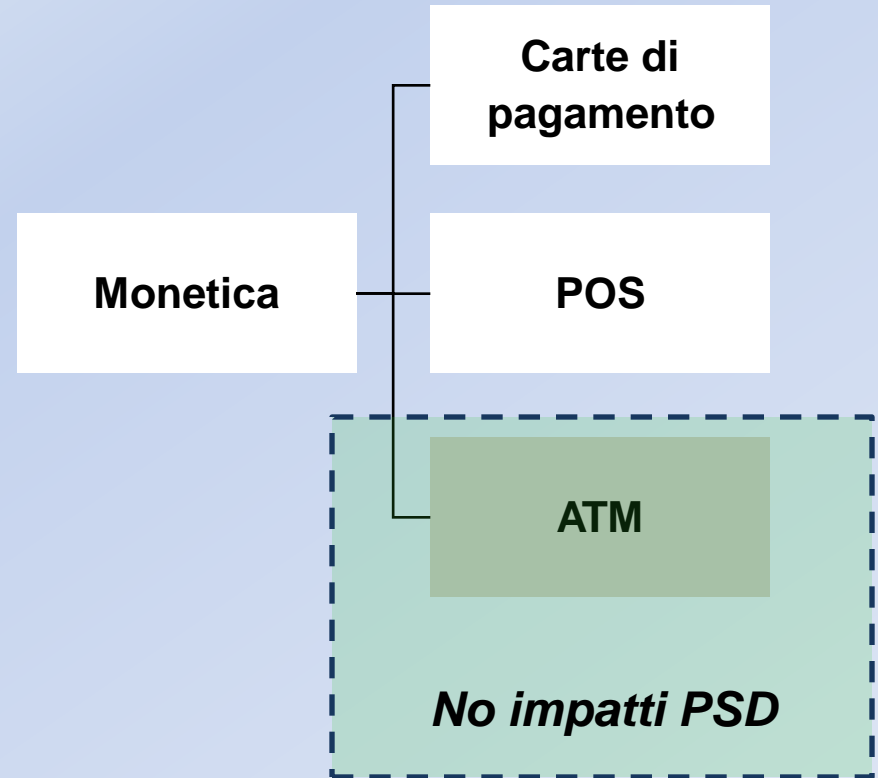 Carte di
pagamento
Monetica
POS
ATM
No impatti PSD